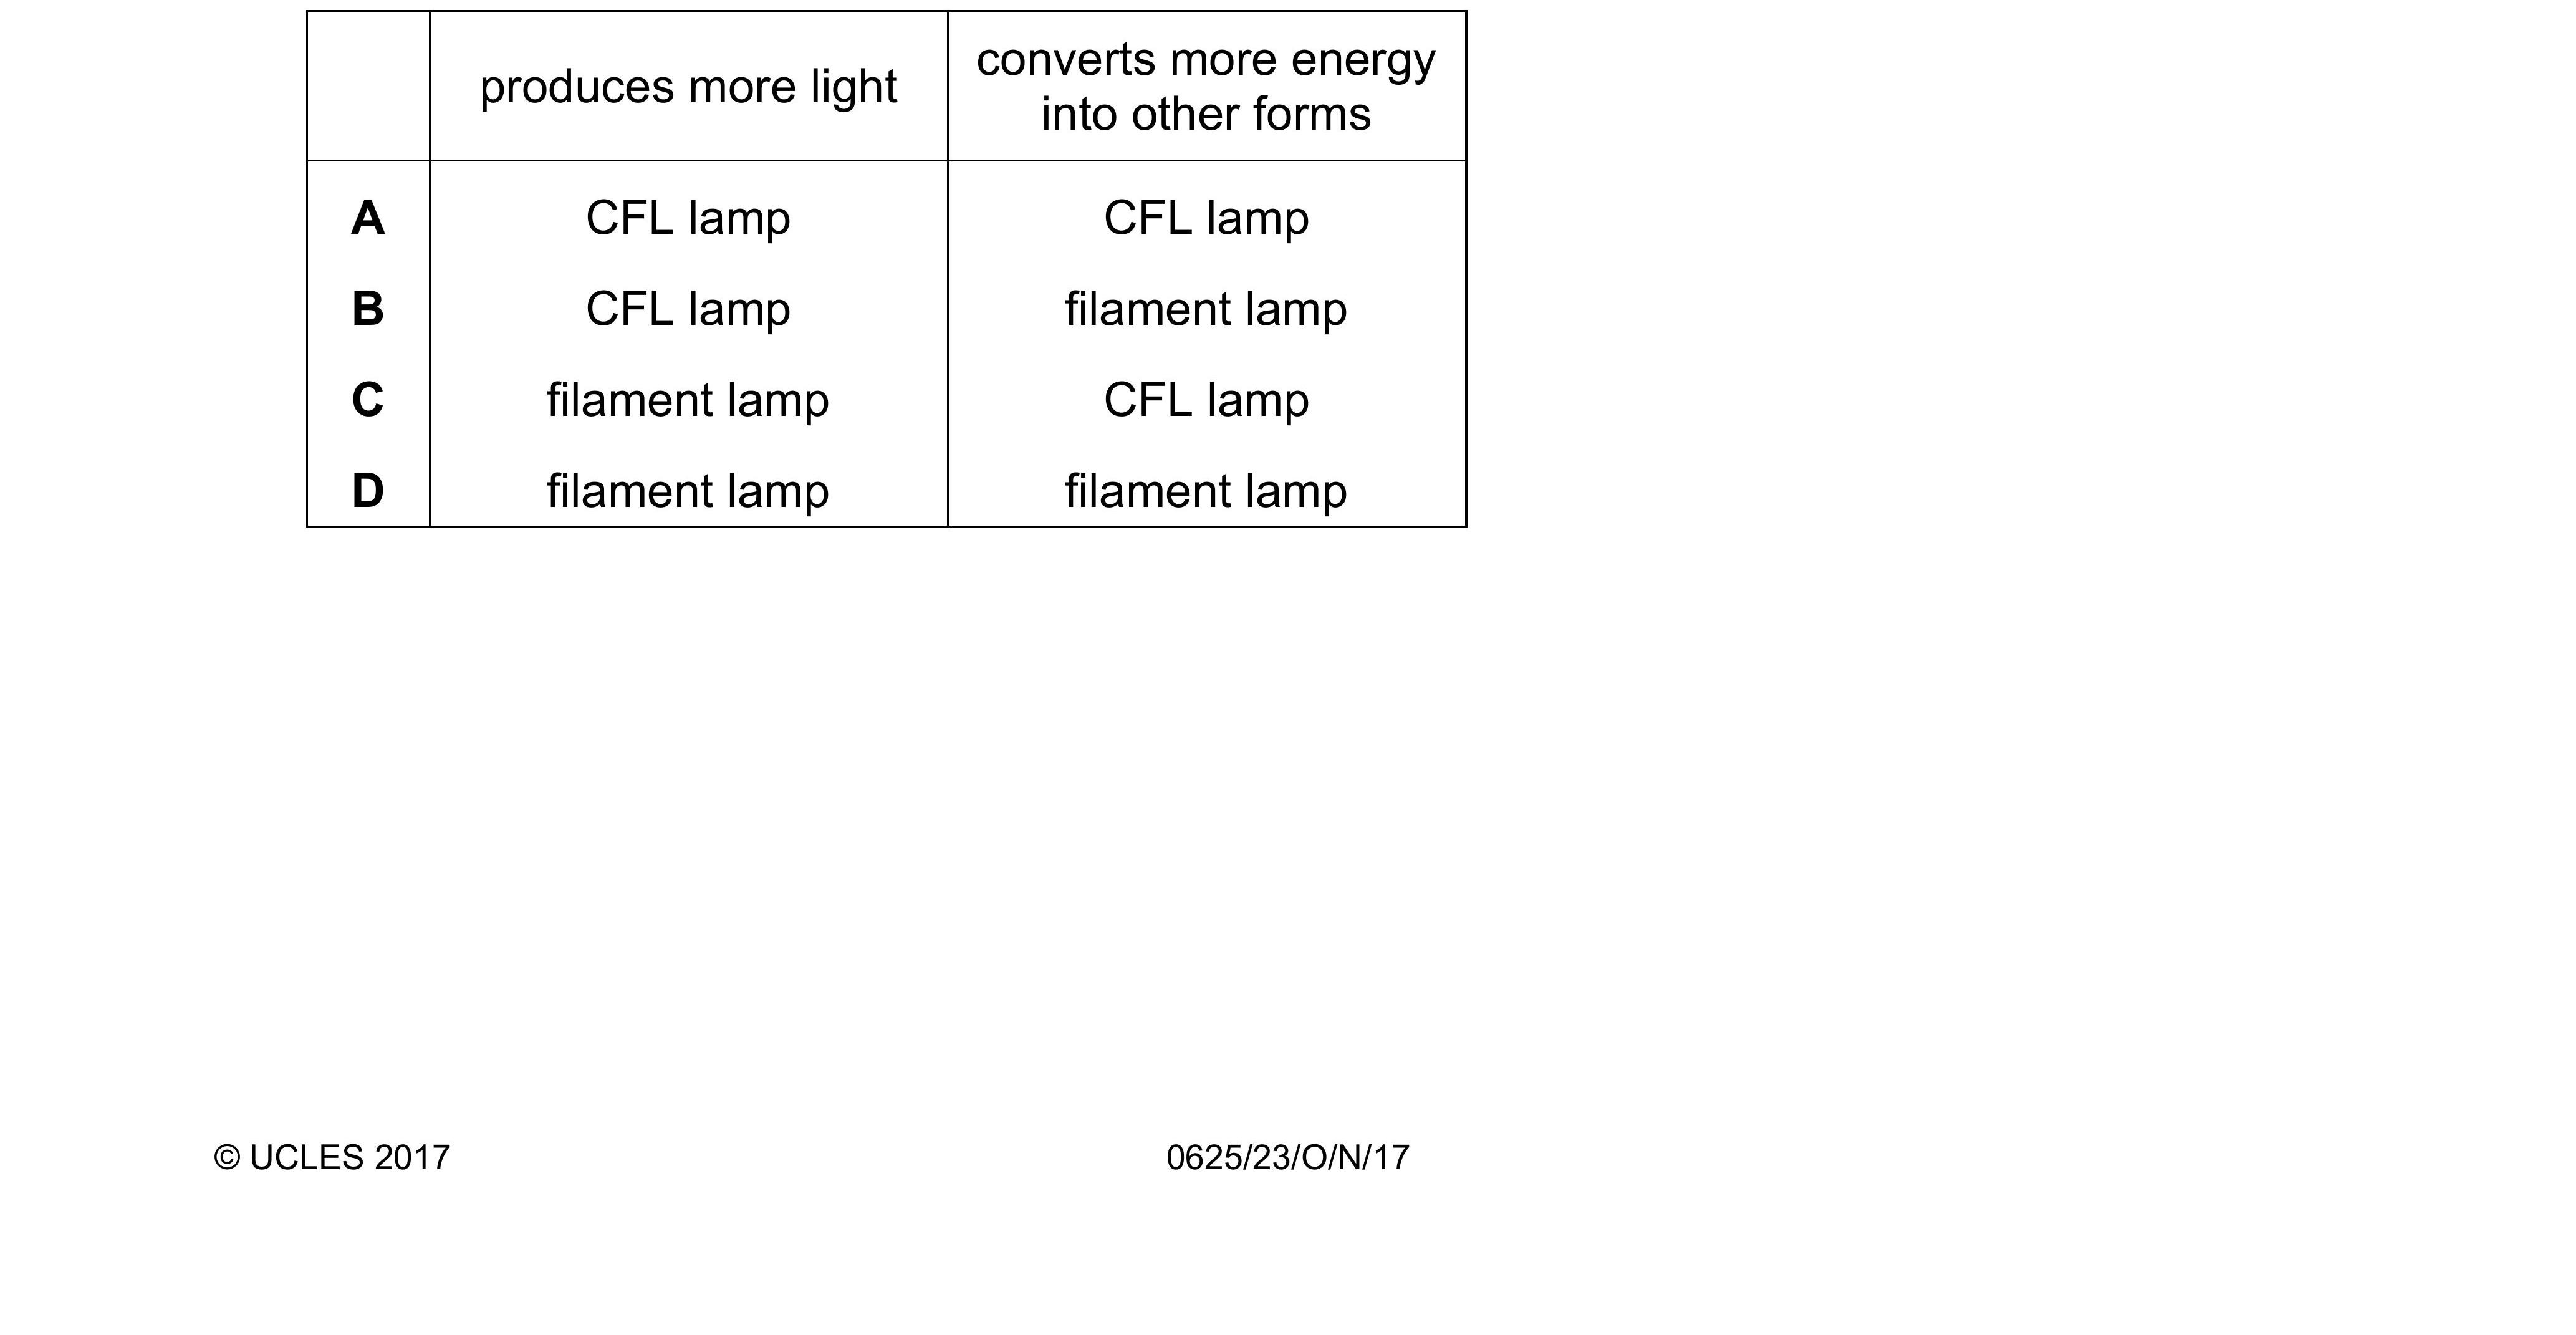 produces more light
converts more energy
into other forms
A CFL lamp CFL lamp
B CFL lamp filament lamp
C filament lamp CFL lamp
D filament lamp filament lamp
© UCLES 2017 0625/23/O/N/17